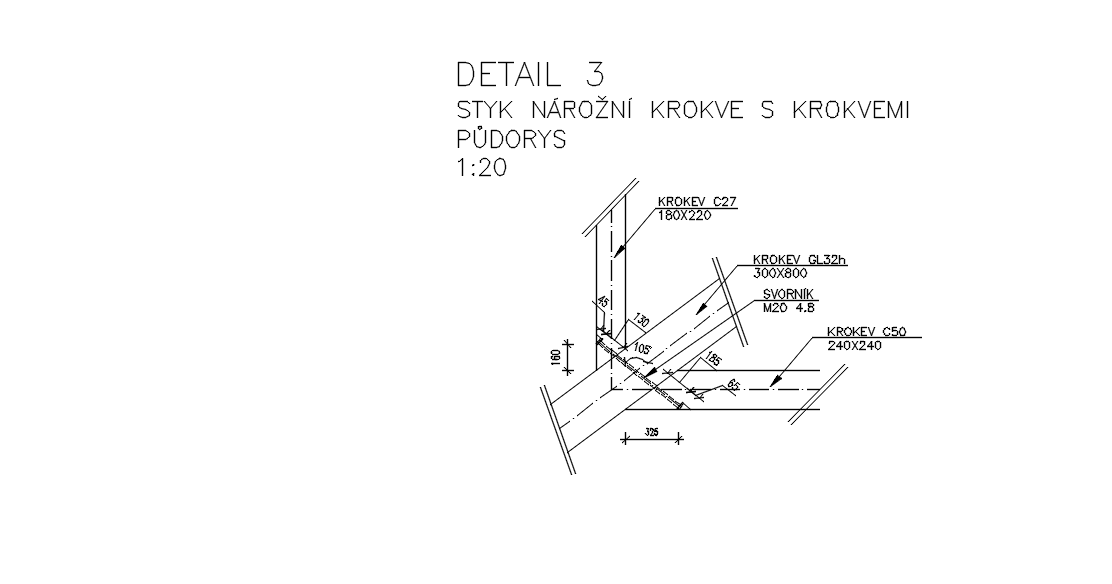 DETAIL 3
STYK NÁROŽNÍ KROKVE S KROKVEMI
PŮDORYS
1:20
KROKEV C27
180X220
KROKEV GL32h
300X800
SVORNÍK
M20 4.8
KROKEV C50
240X240
45
130
105°
160
185
65
325